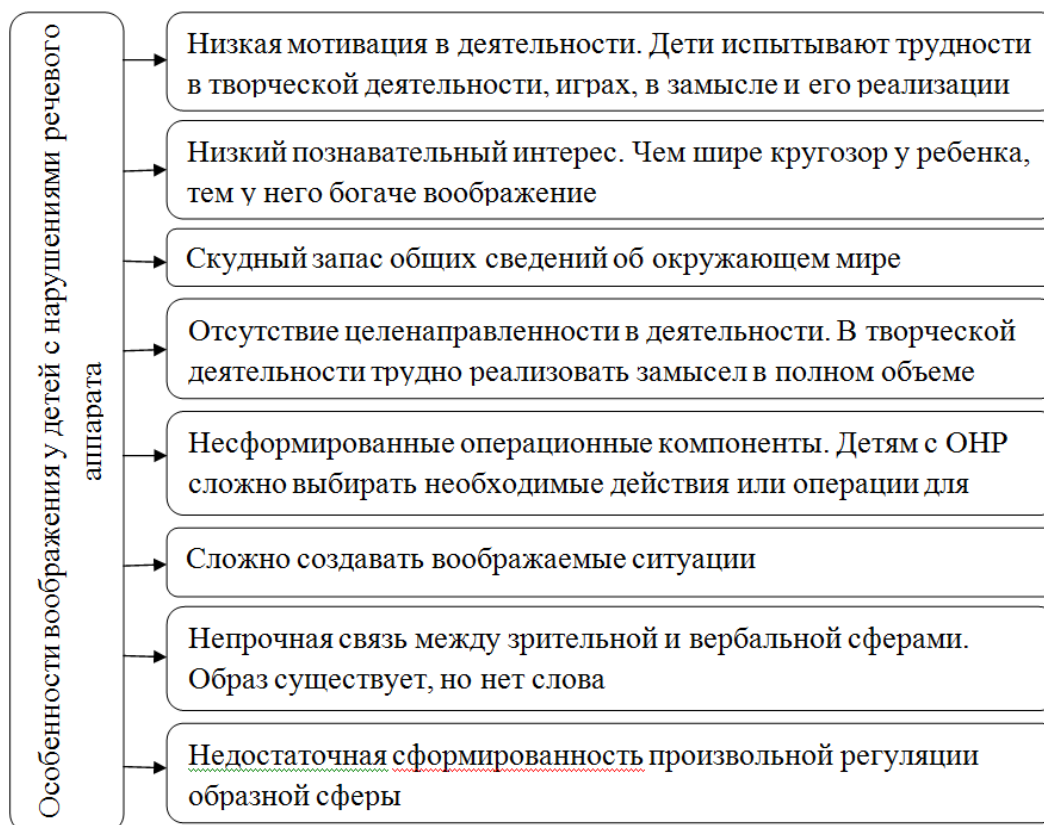 Особенности воображения у детей с нарушениями речевого
аппарата
Низкая мотивация в деятельности. Дети испытывают трудности
в творческой деятельности, играх, в замысле и его реализации
Низкий познавательный интерес. Чем шире кругозор у ребенка,
тем у него богаче воображение
Скудный запас общих сведений об окружающем мире
Отсутствие целенаправленности в деятельности. В творческой
деятельности трудно реализовать замысел в полном объеме
Несформированные операционные компоненты. Детям с ОНР
сложно выбирать необходимые действия или операции для
Сложно создавать воображаемые ситуации
Непрочная связь между зрительной и вербальной сферами.
Образ существует, но нет слова
Недостаточная сформированность произвольной регуляции
образной сферы